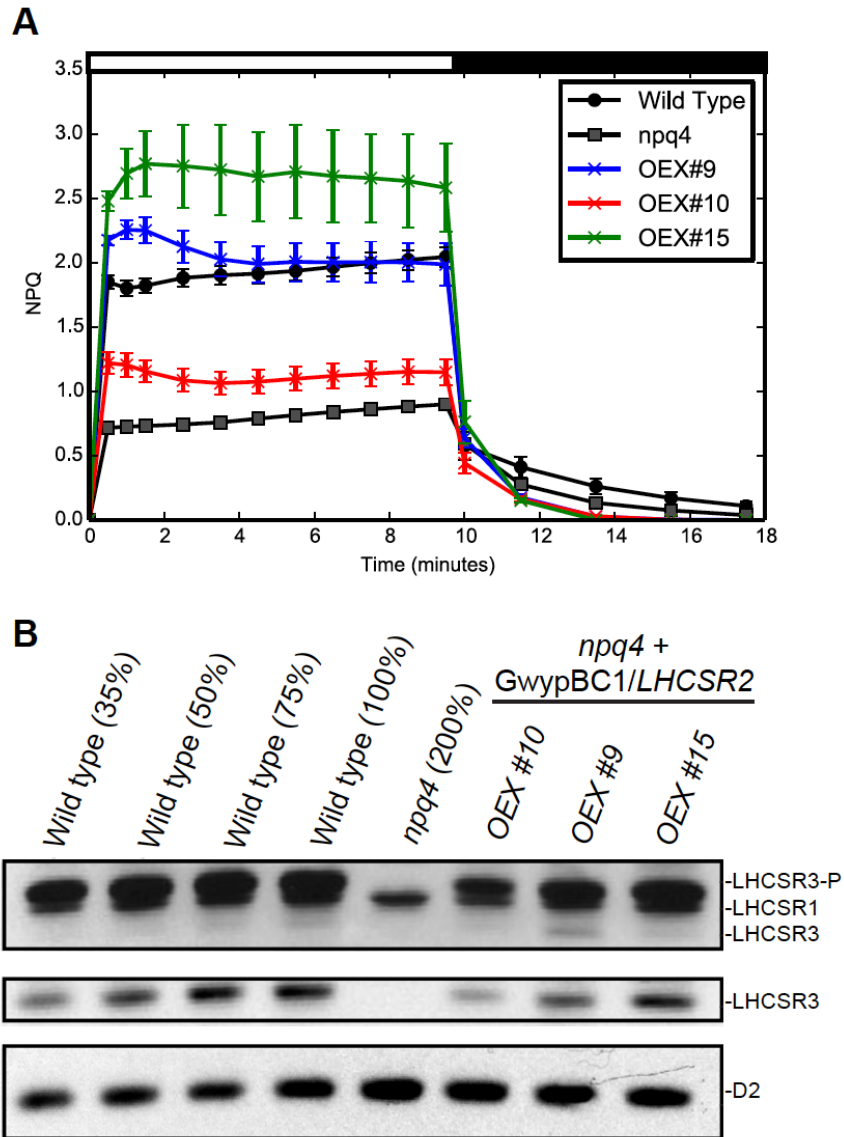 A
3.5
3.0
2.5
2.0
1.5
1.0
0.5
0.0
NPQ
0 2 4 6 8 10 12 14 16 18
Time (minutes)
Wild Type
npq4
OEX#9
OEX#10
OEX#15
B
Wild type (35%)
Wild type (50%)
Wild type (75%)
Wild type (100%)
npq4 (200%)
npq4 +
GwypBC1/LHCSR2
OEX #10
OEX #9
OEX #15
-LHCSR3-P
-LHCSR1
-LHCSR3
-LHCSR3
-D2